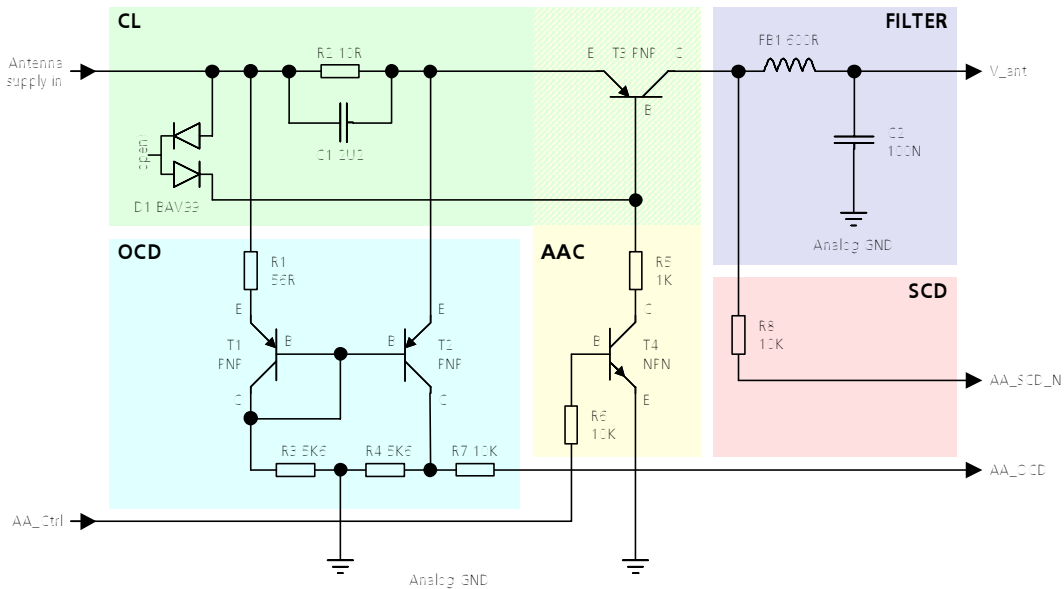 CL
FILTER
R2 10R
E
T3 PNP
C
FB1 600R
Antenna
supply in
V_ant
B
C2
100N
open!
C1 2U2
D1 BAV99
Analog GND
OCD
AAC
R1
56R
R5
1K
SCD
E
E
C
R8
10K
T1
PNP
B
B
T2
PNP
T4
NPN
B
AA_SCD_N
C
C
E
R6
10K
R3 5K6
R4 5K6
R7 10K
AA_OCD
AA_Ctrl
Analog GND